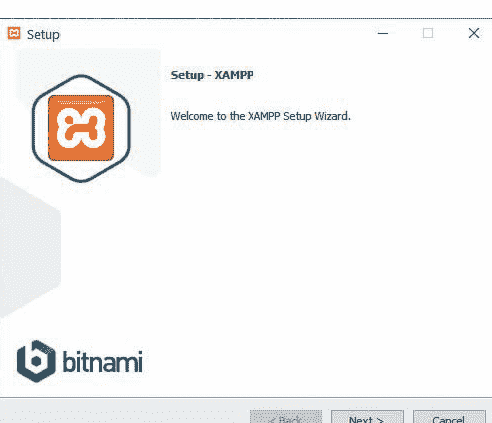 Setup
Setup - XAMPP
Welcome to the XAMPP Setup Wizard.
bitnami
< Back Next > Cancel